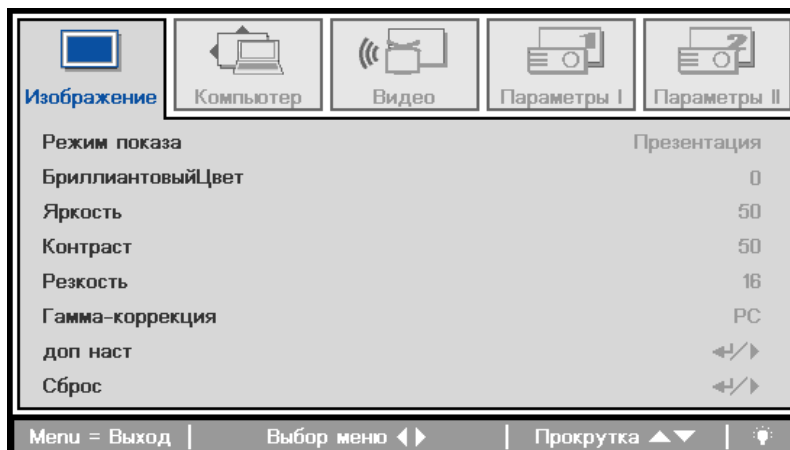 Изображение Компьютер Видео Параметры I Параметры II
Режим показа Презентация
БриллиантовыйЦвет 0
Яркость 50
Контраст 50
Резкость 16
Гамма-коррекция PC
доп наст
Сброс
Menu = Выход Выбор меню Прокрутка